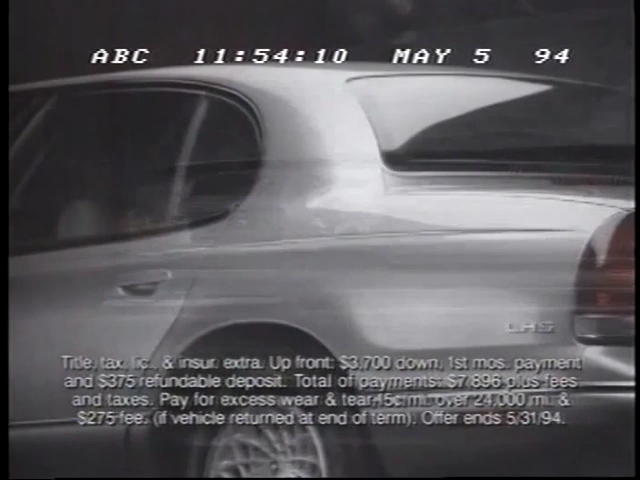 ABC 11:54:10 MAY 5 94
LHS
Title, tax, lic., & insur. extra. Up front: $3,700 down, 1st mos. payment
and $375 refundable deposit. Total of payments: $7,896 plus fees
and taxes. Pay for excess wear & tear,15¢/mi. over 24,000 mi. &
$275 fee. (if vehicle returned at end of term). Offer ends 5/31/94.